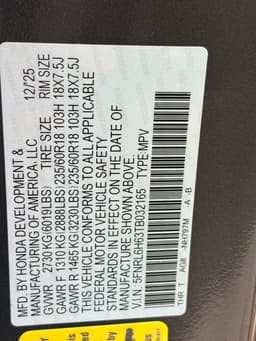 MFD. BY HONDA DEVELOPMENT &
MANUFACTURING OF AMERICA, LLC 12/'25
GVWR 2730 KG(6019LBS) TIRE SIZE RIM SIZE
GAWR F 1310 KG(2888LBS) 235/60R18 103H 18X7.5J
GAWR R 1465 KG(3230LBS) 235/60R18 103H 18X7.5J
THIS VEHICLE CONFORMS TO ALL APPLICABLE
FEDERAL MOTOR VEHICLE SAFETY
STANDARDS IN EFFECT ON THE DATE OF
MANUFACTURE SHOWN ABOVE.
V.I.N: 5FNRL6H63TB032165 TYPE:MPV
THR T AGR -NH797M -A -B